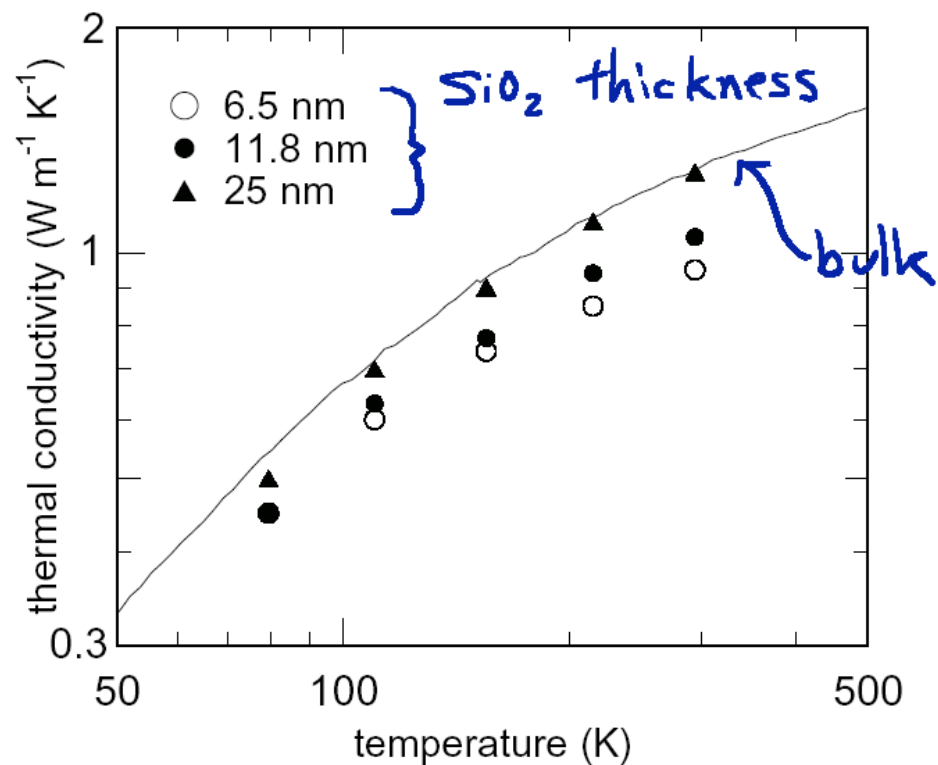 2
1
0.3
thermal conductivity (W m⁻¹ K⁻¹)
6.5 nm
11.8 nm
25 nm
SiO₂ thickness
bulk
50
100
500
temperature (K)